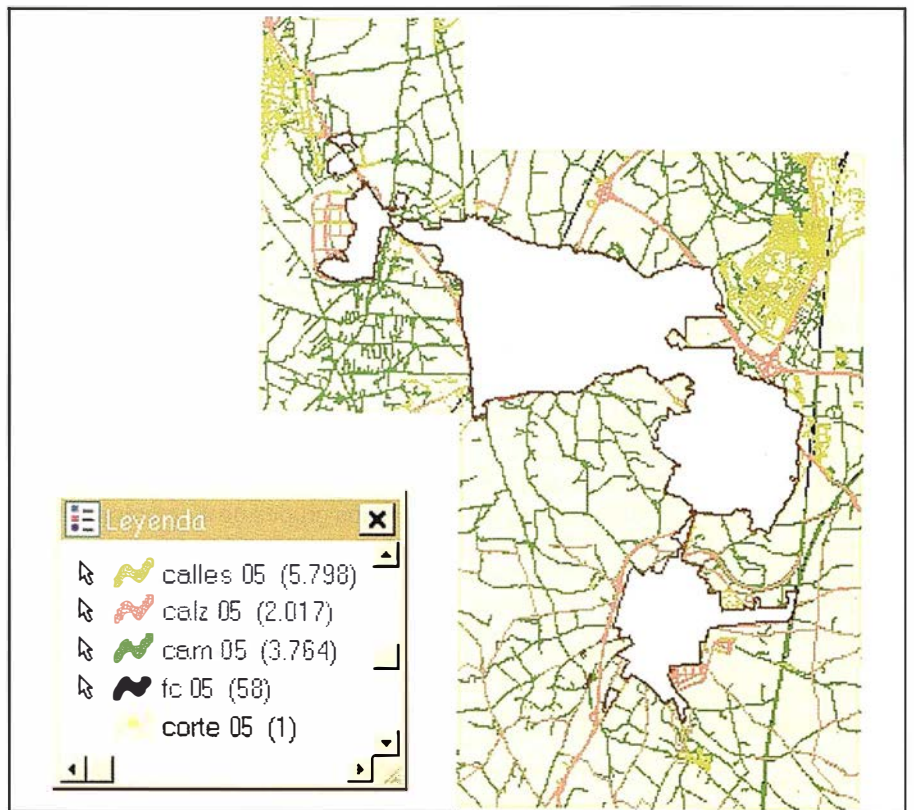 Leyenda
calles 05 (5.798)
calz 05 (2.017)
cam 05 (3.764)
fc 05 (58)
corte 05 (1)